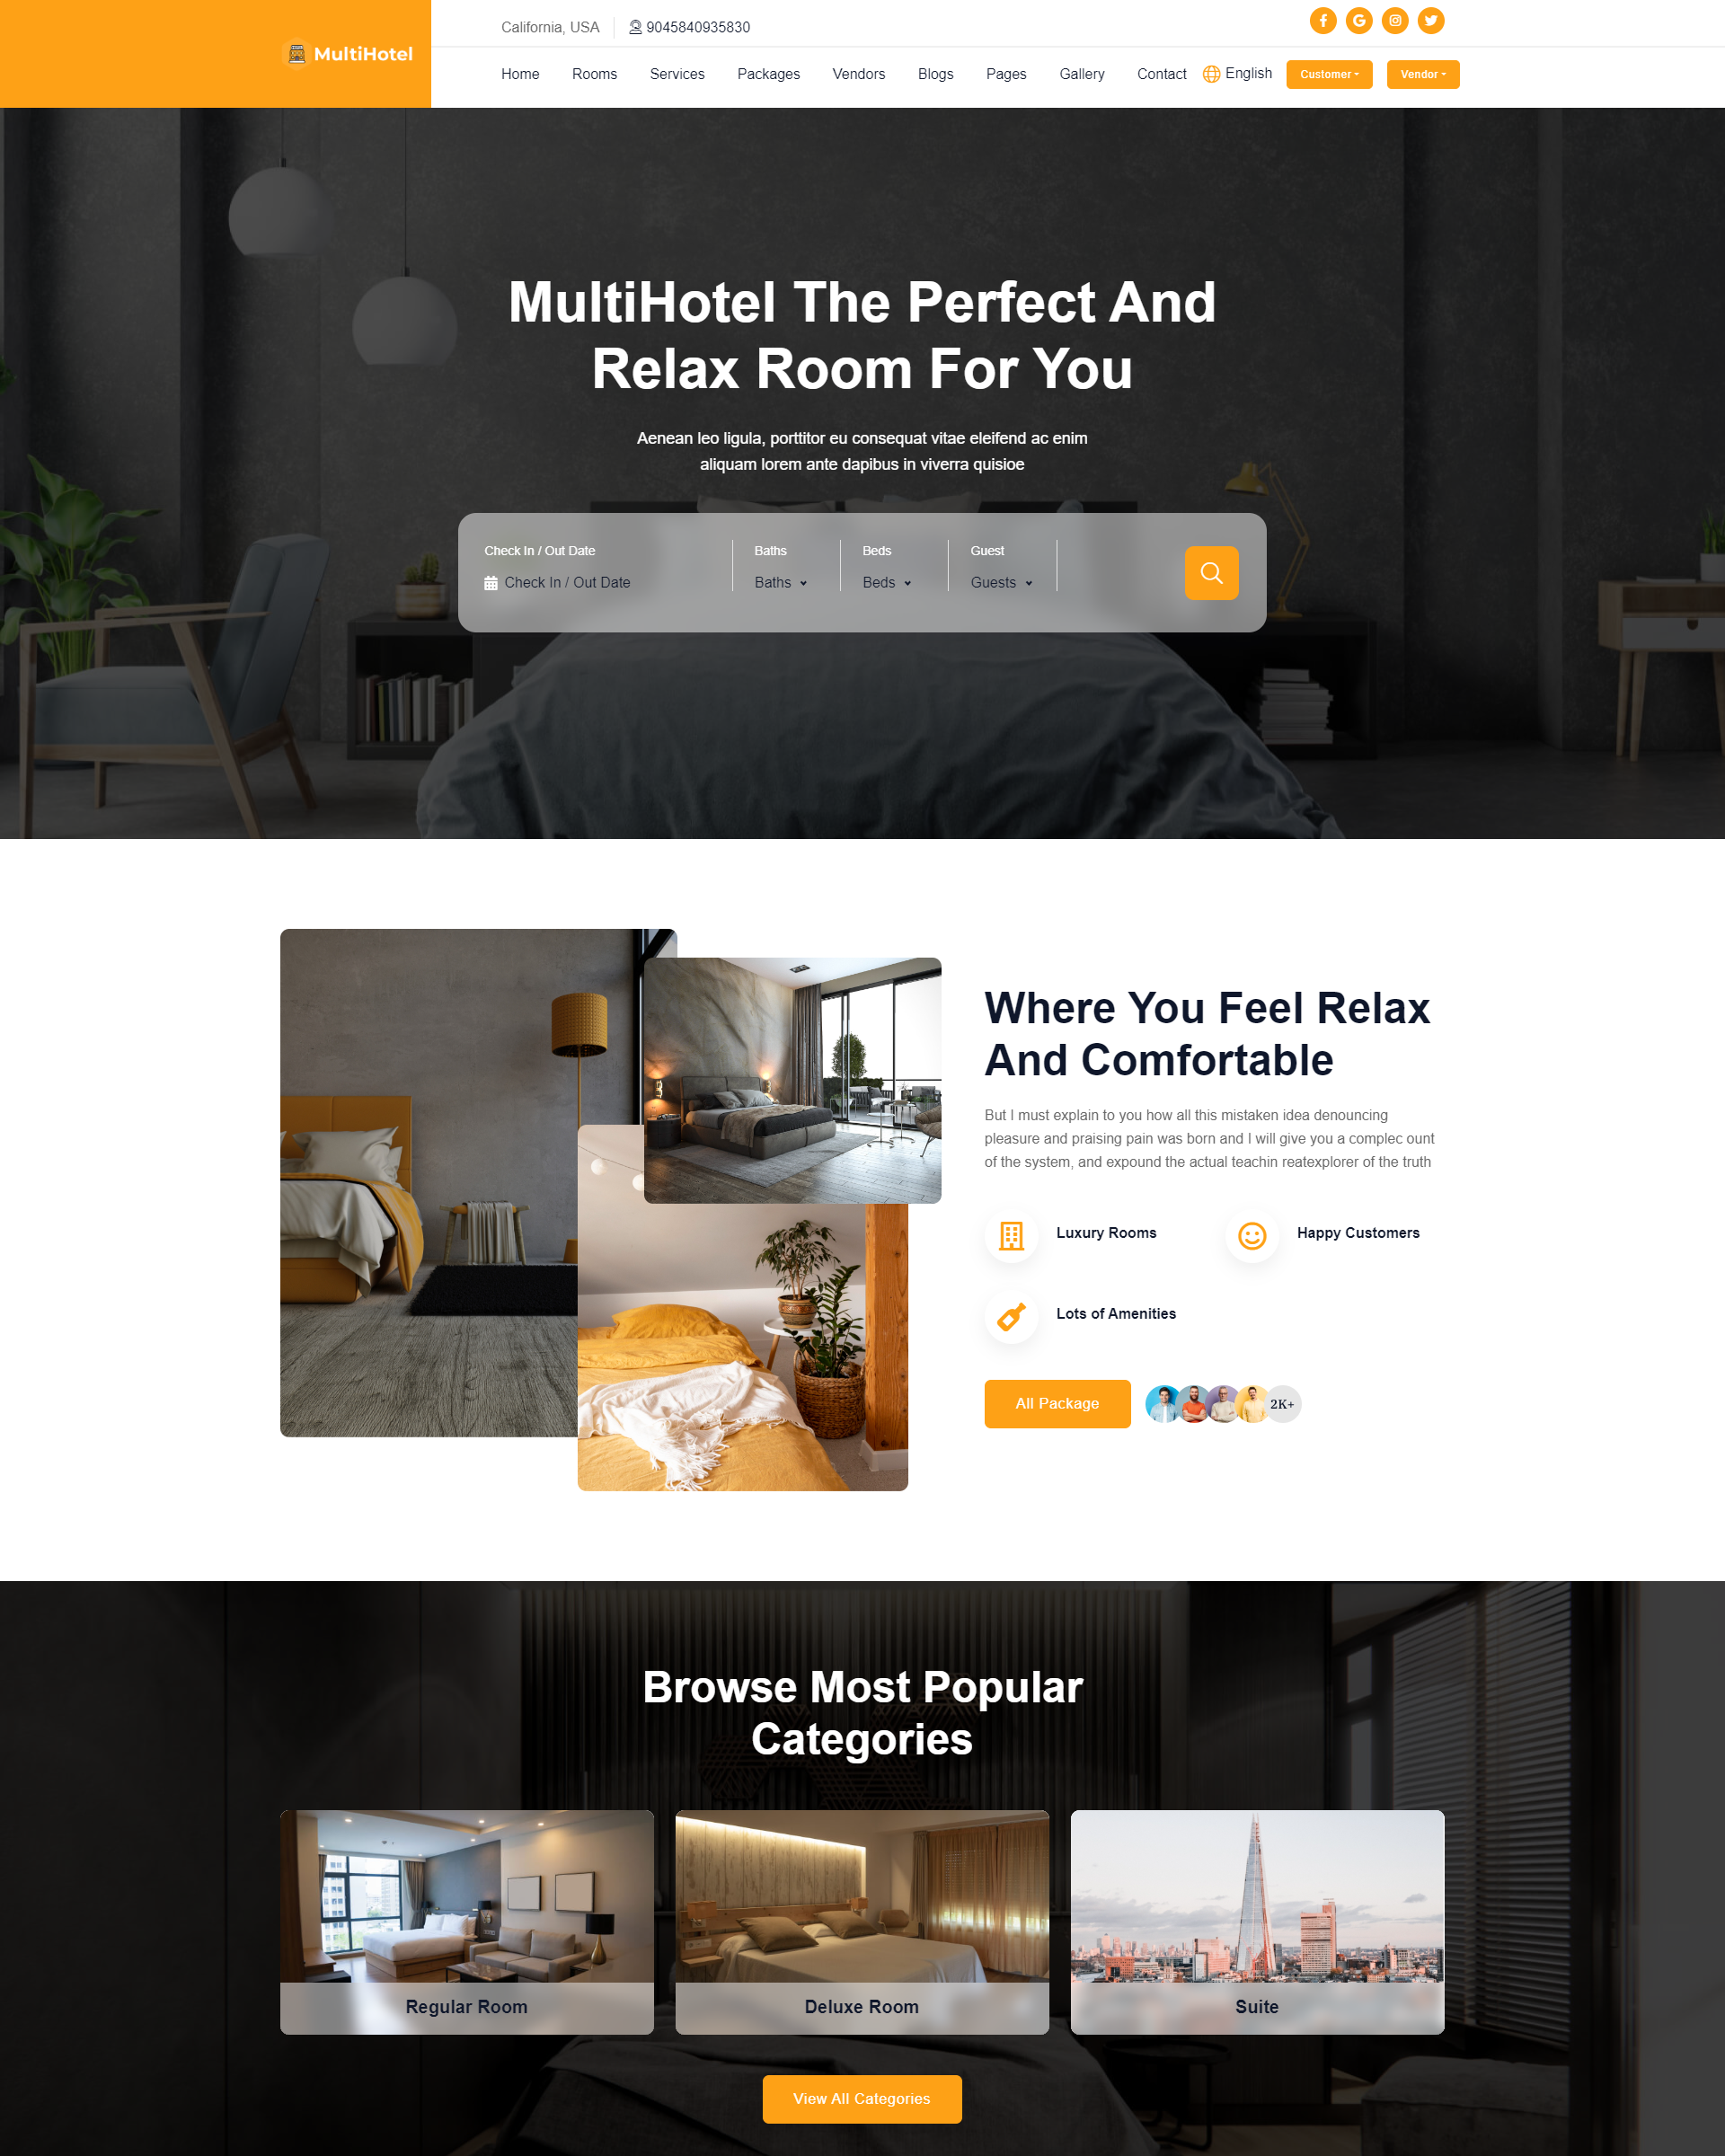 MultiHotel
California, USA
9045840935830
Home Rooms Services Packages Vendors Blogs Pages Gallery Contact English Customer Vendor
MultiHotel The Perfect And
Relax Room For You
Aenean leo ligula, porttitor eu consequat vitae eleifend ac enim
aliquam lorem ante dapibus in viverra quisioe
Check In / Out Date Baths Beds Guest
Check In / Out Date Baths Beds Guests
Where You Feel Relax
And Comfortable
But I must explain to you how all this mistaken idea denouncing
pleasure and praising pain was born and I will give you a complec ount
of the system, and expound the actual teachin reatexplorer of the truth
Luxury Rooms Happy Customers
Lots of Amenities
All Package 2K+
Browse Most Popular
Categories
Regular Room Deluxe Room Suite
View All Categories